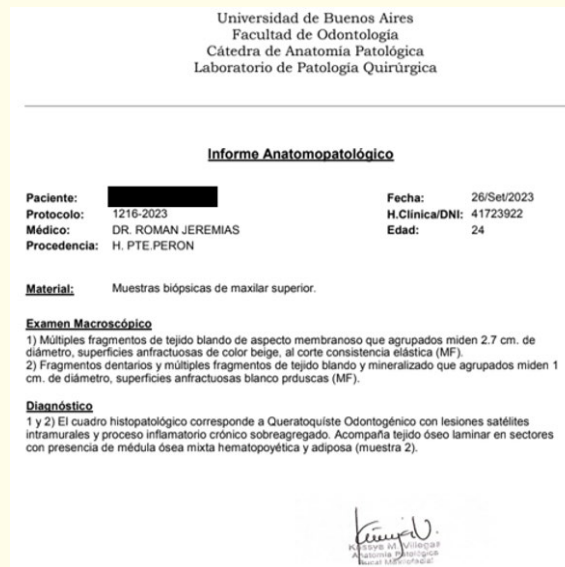 Universidad de Buenos Aires
Facultad de Odontología
Cátedra de Anatomía Patológica
Laboratorio de Patología Quirúrgica
Informe Anatomopatológico
Paciente:
Fecha: 26/Set/2023
Protocolo: 1216-2023
H.Clínica/DNI: 41723922
Médico: DR. ROMAN JEREMIAS
Edad: 24
Procedencia: H. PTE.PERON
Material: Muestras biópsicas de maxilar superior.
Examen Macroscópico
1) Múltiples fragmentos de tejido blando de aspecto membranoso que agrupados miden 2.7 cm. de
diámetro, superficies anfractuosas de color beige, al corte consistencia elástica (MF).
2) Fragmentos dentarios y múltiples fragmentos de tejido blando y mineralizado que agrupados miden 1
cm. de diámetro, superficies anfractuosas blanco prduscas (MF).
Diagnóstico
1 y 2) El cuadro histopatológico corresponde a Queratoquíste Odontogénico con lesiones satélites
intramurales y proceso inflamatorio crónico sobreagregado. Acompaña tejido óseo laminar en sectores
con presencia de médula ósea mixta hematopoyética y adiposa (muestra 2).
M. Villegas
Anatomía Patológica